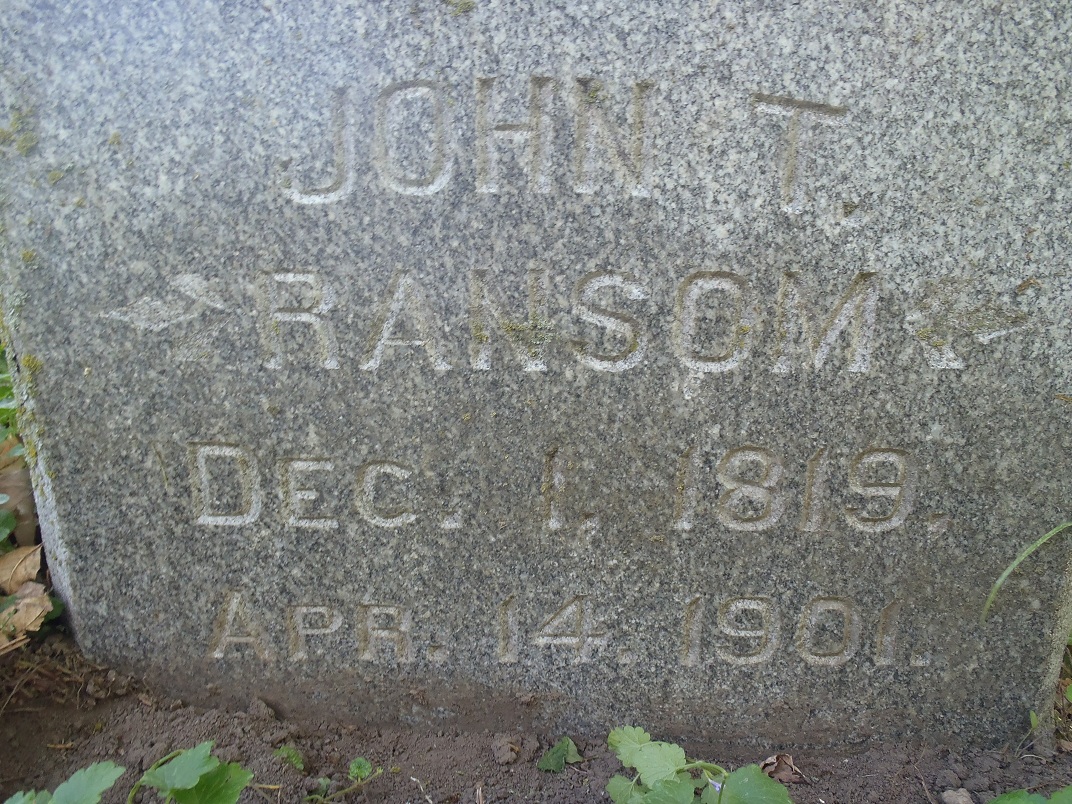 JOHN T.
RANSOM
DEC. 1. 1819.
APR. 14. 1901.